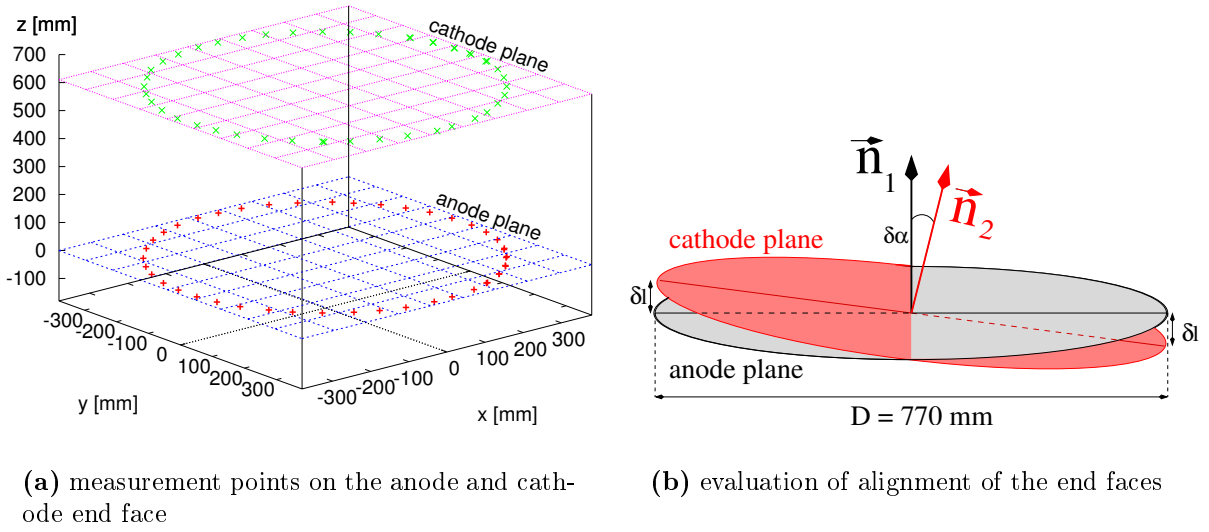 z [mm]
700
600
500
400
300
200
100
0
-100
cathode plane
anode plane
-300
-200
-100
0
100
200
300
y [mm]
-300
-200
-100
0
100
200
300
x [mm]
(a) measurement points on the anode and cath-
ode end face
n₁
n₂
δα
cathode plane
δl
δl
anode plane
D = 770 mm
(b) evaluation of alignment of the end faces